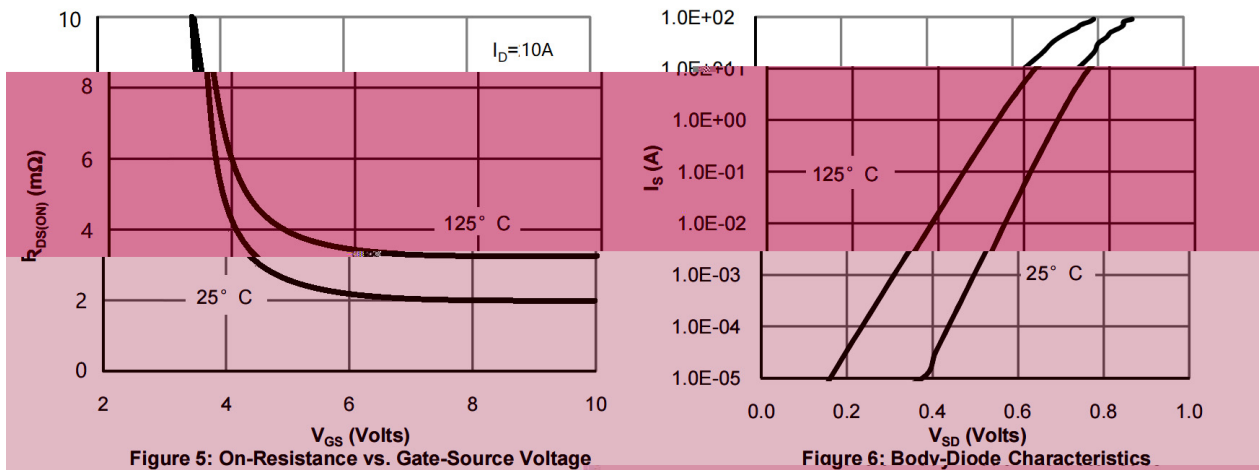 10
I_D=10A
8
6
4
2
0
R_DS(ON) (mΩ)
125° C
25° C
2
4
6
8
10
V_GS (Volts)
Figure 5: On-Resistance vs. Gate-Source Voltage
1.0E+02
1.0E+01
1.0E+00
1.0E-01
1.0E-02
1.0E-03
1.0E-04
1.0E-05
I_S (A)
125° C
25° C
0.0
0.2
0.4
0.6
0.8
1.0
V_SD (Volts)
Figure 6: Body-Diode Characteristics